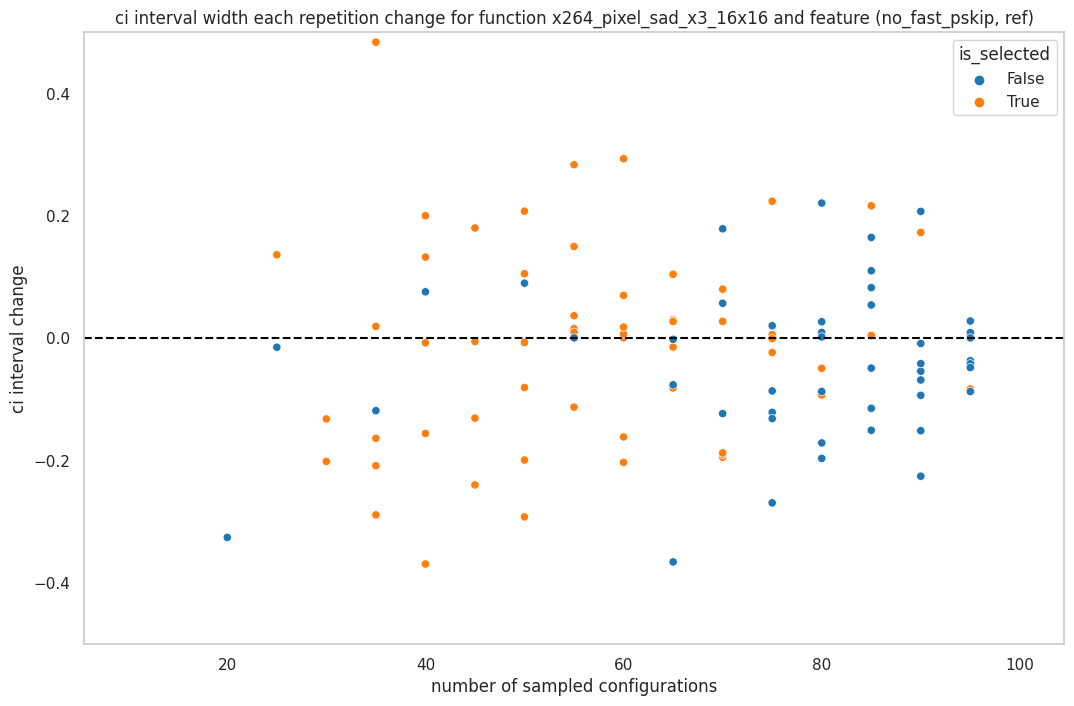 ci interval width each repetition change for function x264_pixel_sad_x3_16x16 and feature (no_fast_pskip, ref)
is_selected
False
True
ci interval change
0.4
0.2
0.0
−0.2
−0.4
20 40 60 80 100
number of sampled configurations